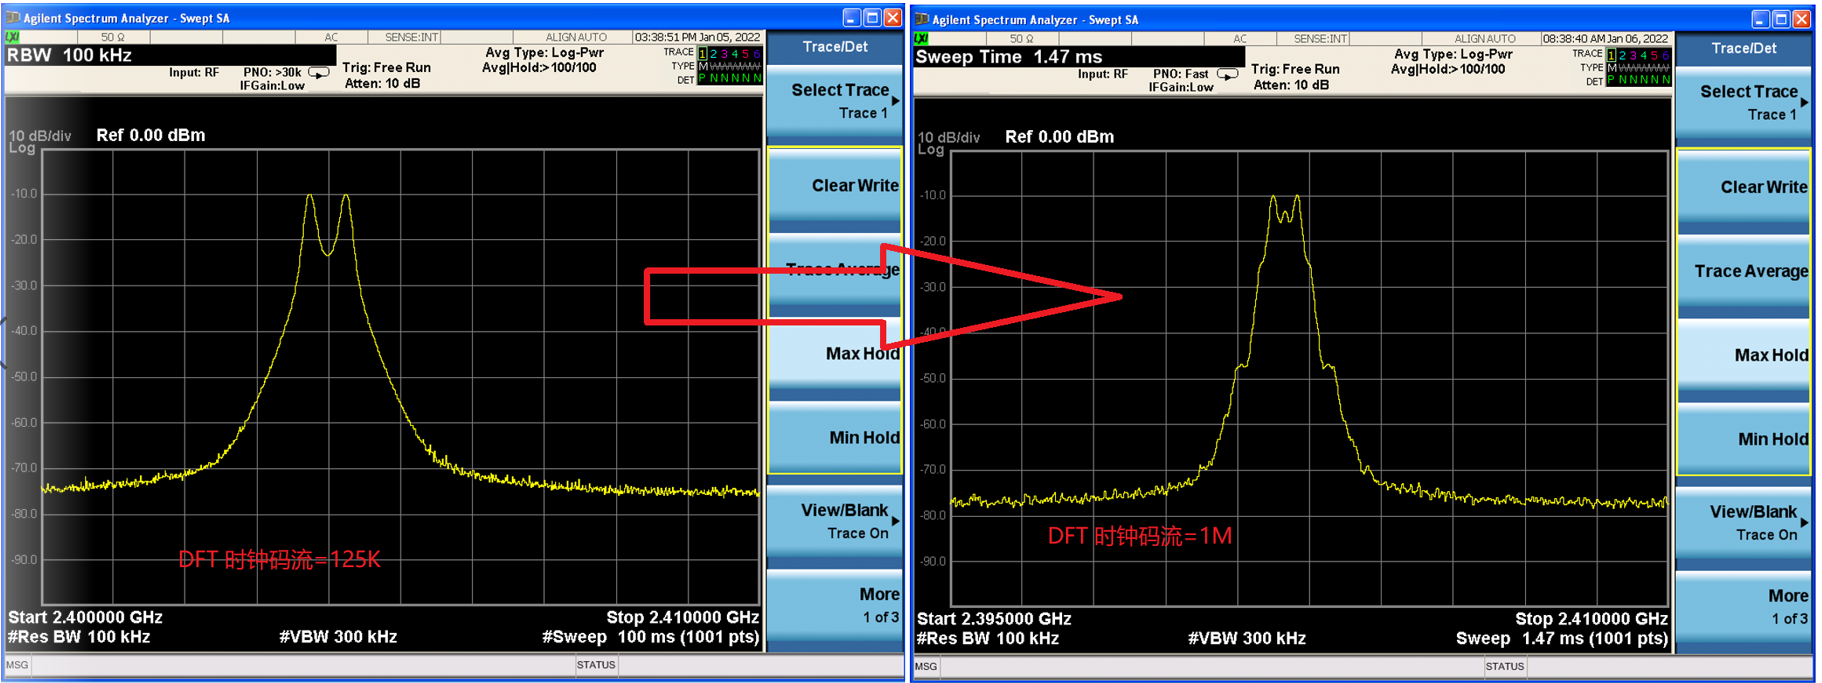 Agilent Spectrum Analyzer - Swept SA
LXI
50 Ω
AC
SENSE:INT
ALIGN AUTO
03:38:51 PM Jan 05, 2022
RBW 100 kHz
Input: RF
PNO: >30k
IFGain:Low
Trig: Free Run
Atten: 10 dB
Avg Type: Log-Pwr
Avg|Hold:>100/100
TRACE 1 2 3 4 5 6
TYPE M
DET P N N N N N
10 dB/div
Log
Ref 0.00 dBm
-10.0
-20.0
-30.0
-40.0
-50.0
-60.0
-70.0
-80.0
-90.0
DFT 时钟码流=125K
Start 2.400000 GHz
Stop 2.410000 GHz
#Res BW 100 kHz
#VBW 300 kHz
#Sweep 100 ms (1001 pts)
MSG
STATUS
Trace/Det
Select Trace
Trace 1
Clear Write
Trace Average
Max Hold
Min Hold
View/Blank
Trace On
More
1 of 3
Agilent Spectrum Analyzer - Swept SA
LXI
50 Ω
AC
SENSE:INT
ALIGN AUTO
08:38:40 AM Jan 06, 2022
Sweep Time 1.47 ms
Input: RF
PNO: Fast
IFGain:Low
Trig: Free Run
Atten: 10 dB
Avg Type: Log-Pwr
Avg|Hold:>100/100
TRACE 1 2 3 4 5 6
TYPE M
DET P N N N N N
10 dB/div
Log
Ref 0.00 dBm
-10.0
-20.0
-30.0
-40.0
-50.0
-60.0
-70.0
-80.0
-90.0
DFT 时钟码流=1M
Start 2.395000 GHz
Stop 2.410000 GHz
#Res BW 100 kHz
#VBW 300 kHz
Sweep 1.47 ms (1001 pts)
MSG
STATUS
Trace/Det
Select Trace
Trace 1
Clear Write
Trace Average
Max Hold
Min Hold
View/Blank
Trace On
More
1 of 3